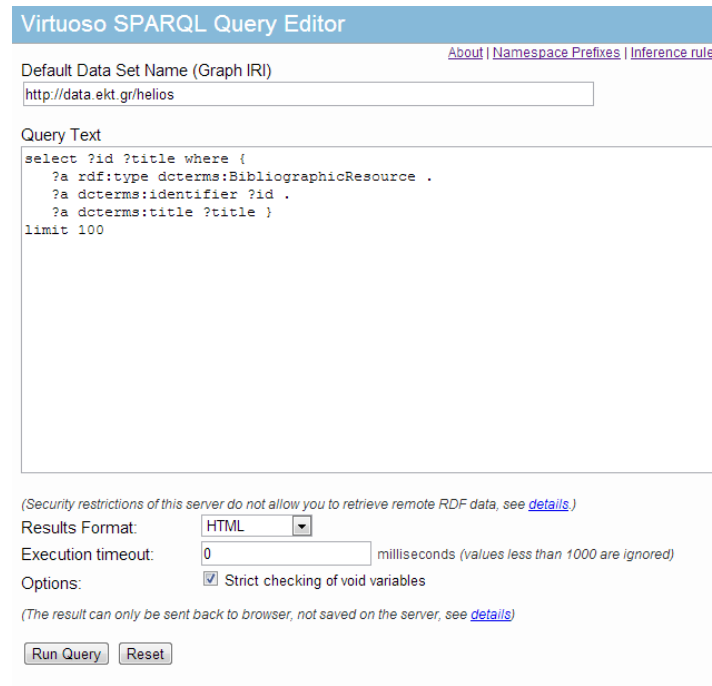 Virtuoso SPARQL Query Editor
About | Namespace Prefixes | Inference rule
Default Data Set Name (Graph IRI)
http://data.ekt.gr/helios
Query Text
select ?id ?title where {
?a rdf:type dcterms:BibliographicResource .
?a dcterms:identifier ?id .
?a dcterms:title ?title }
limit 100
(Security restrictions of this server do not allow you to retrieve remote RDF data, see details.)
Results Format: HTML
Execution timeout: 0 milliseconds (values less than 1000 are ignored)
Options: Strict checking of void variables
(The result can only be sent back to browser, not saved on the server, see details)
Run Query Reset